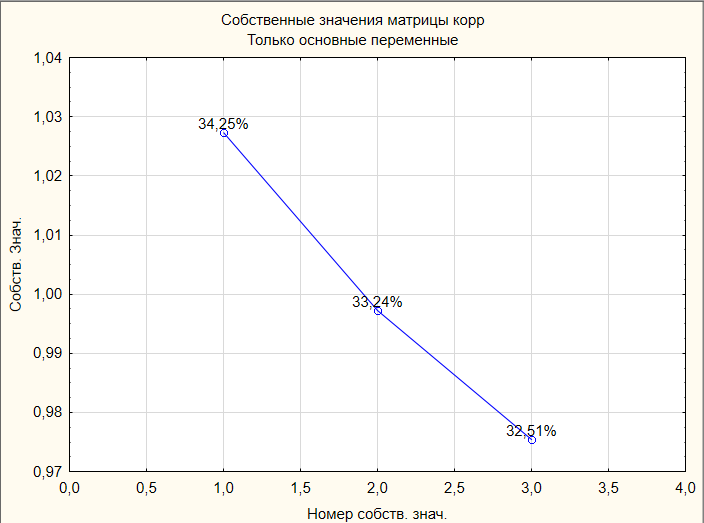 Собственные значения матрицы корр
Только основные переменные
1,04
1,03
1,02
1,01
1,00
0,99
0,98
0,97
Собств. Знач.
34,25%
33,24%
32,51%
0,0 0,5 1,0 1,5 2,0 2,5 3,0 3,5 4,0
Номер собств. знач.